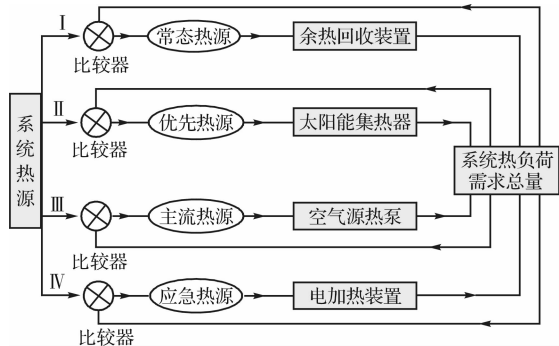 Ⅰ
常态热源
余热回收装置
比较器
Ⅱ
优先热源
太阳能集热器
比较器
系统热源
系统热负荷
需求总量
Ⅲ
主流热源
空气源热泵
比较器
Ⅳ
应急热源
电加热装置
比较器